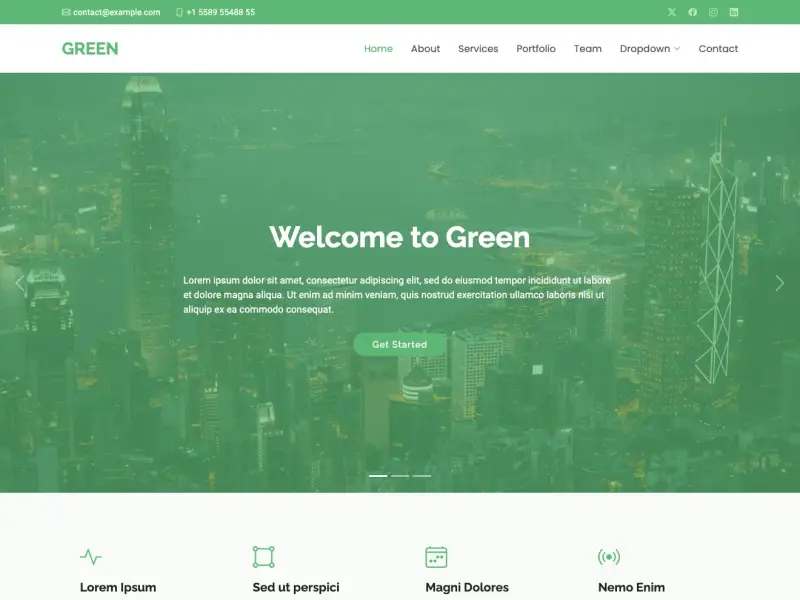 contact@example.com +1 5589 55488 55
GREEN
Home About Services Portfolio Team Dropdown Contact
Welcome to Green
Lorem ipsum dolor sit amet, consectetur adipiscing elit, sed do eiusmod tempor incididunt ut labore
et dolore magna aliqua. Ut enim ad minim veniam, quis nostrud exercitation ullamco laboris nisi ut
aliquip ex ea commodo consequat.
Get Started
Lorem Ipsum Sed ut perspici Magni Dolores Nemo Enim